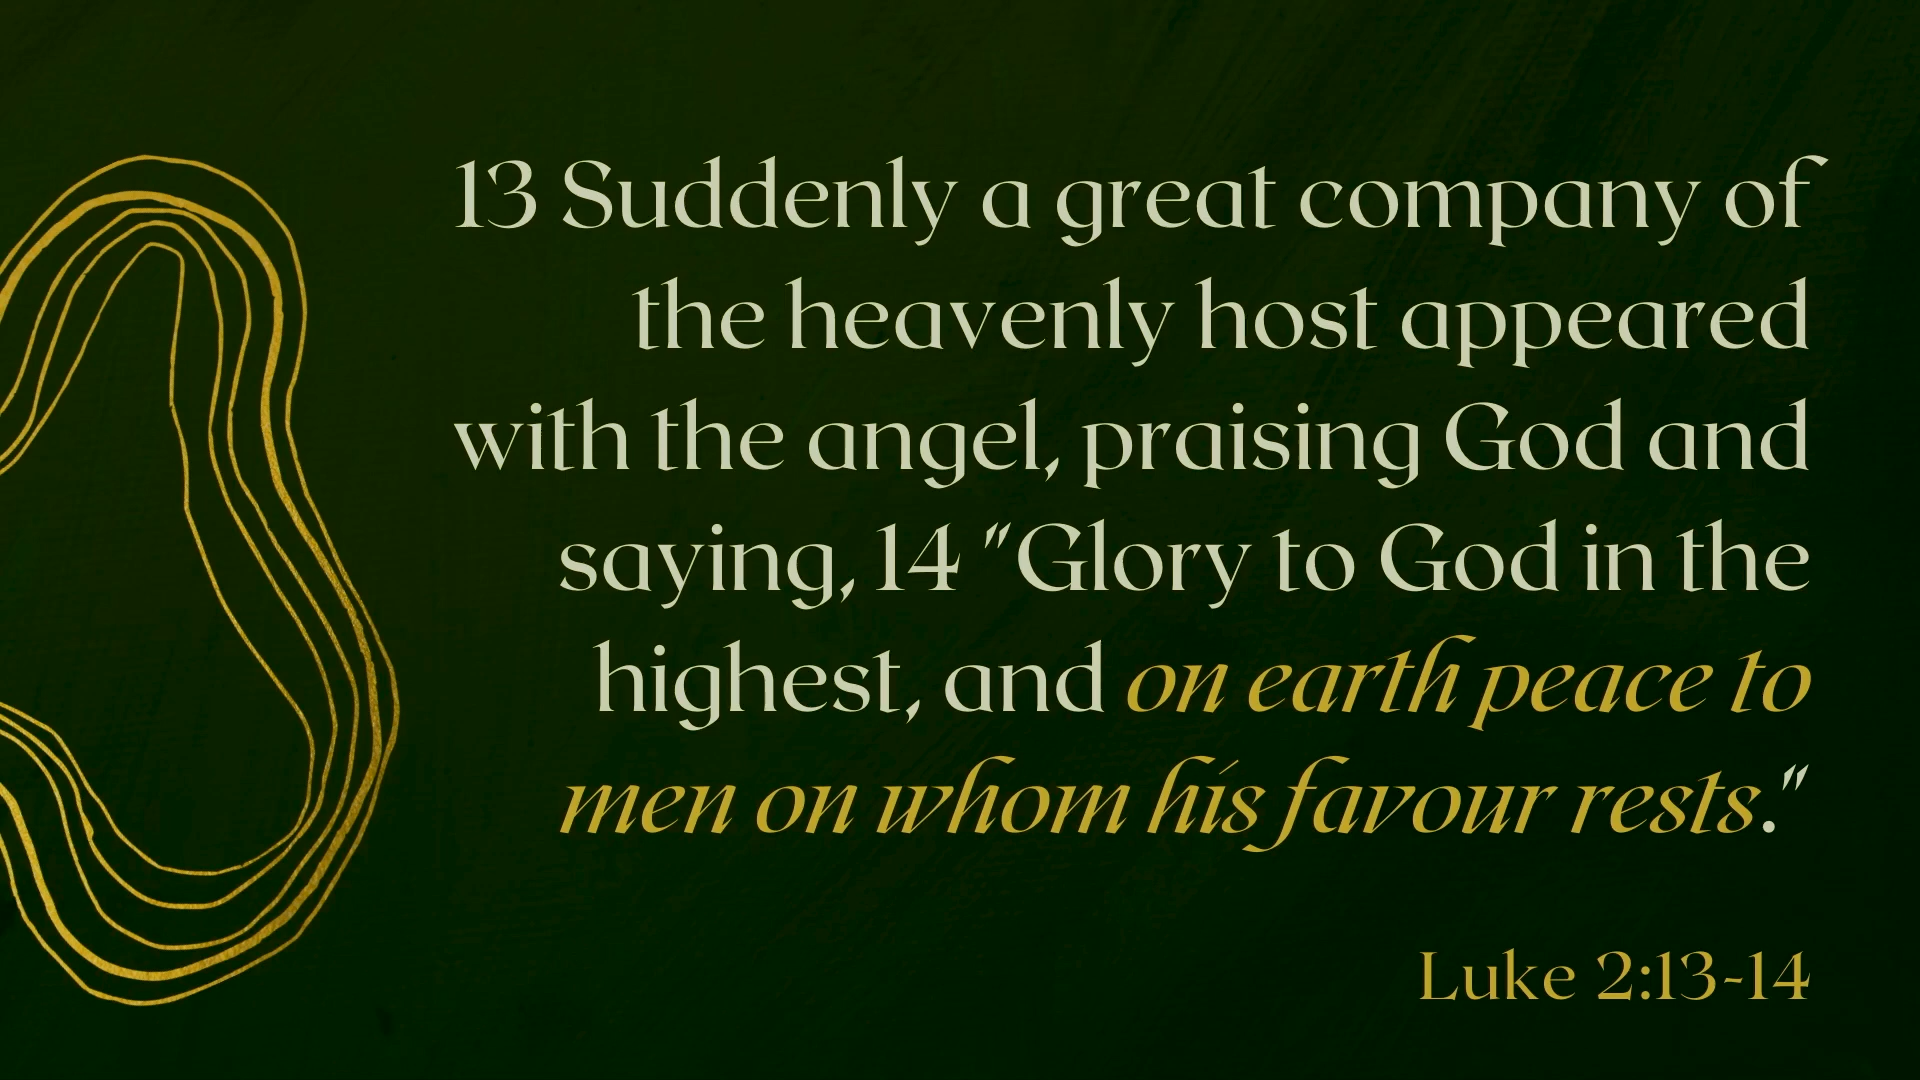 13 Suddenly a great company of
the heavenly host appeared
with the angel, praising God and
saying, 14 "Glory to God in the
highest, and on earth peace to
men on whom his favour rests."
Luke 2:13-14